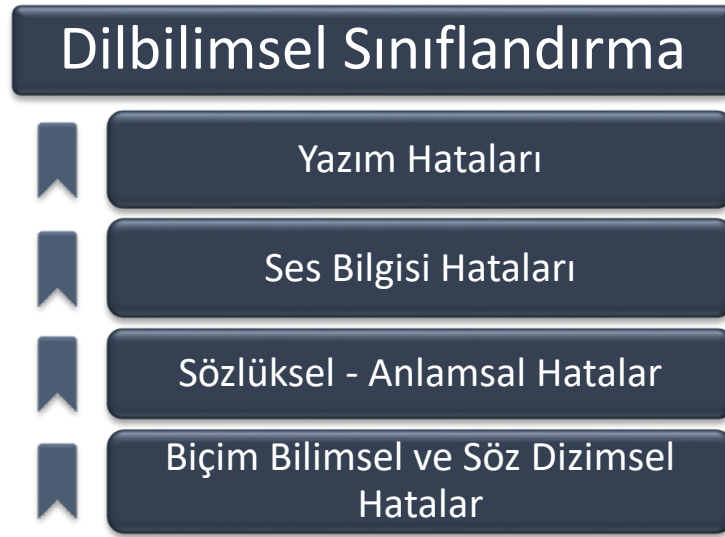 Dilbilimsel Sınıflandırma
Yazım Hataları
Ses Bilgisi Hataları
Sözlüksel - Anlamsal Hatalar
Biçim Bilimsel ve Söz Dizimsel
Hatalar